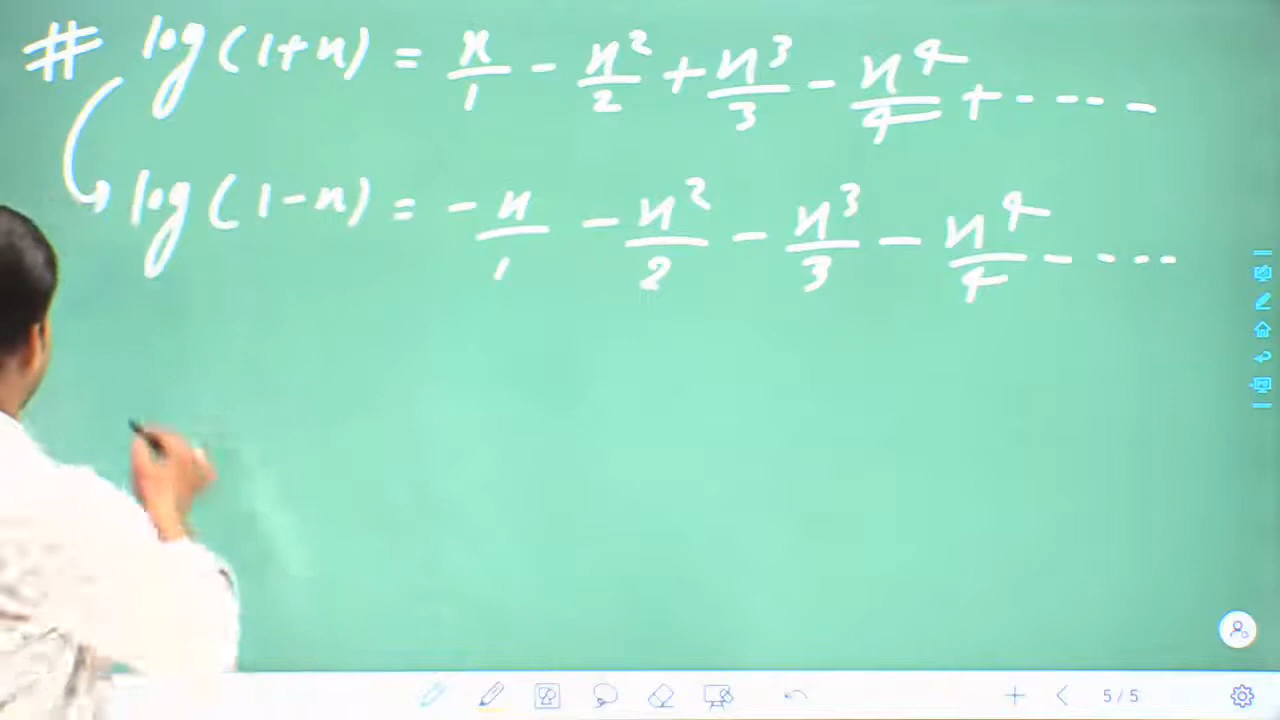 # log(1+x) = x/1 - x²/2 + x³/3 - x⁴/4 + ----
log(1-x) = -x/1 - x²/2 - x³/3 - x⁴/4 ----
5/5